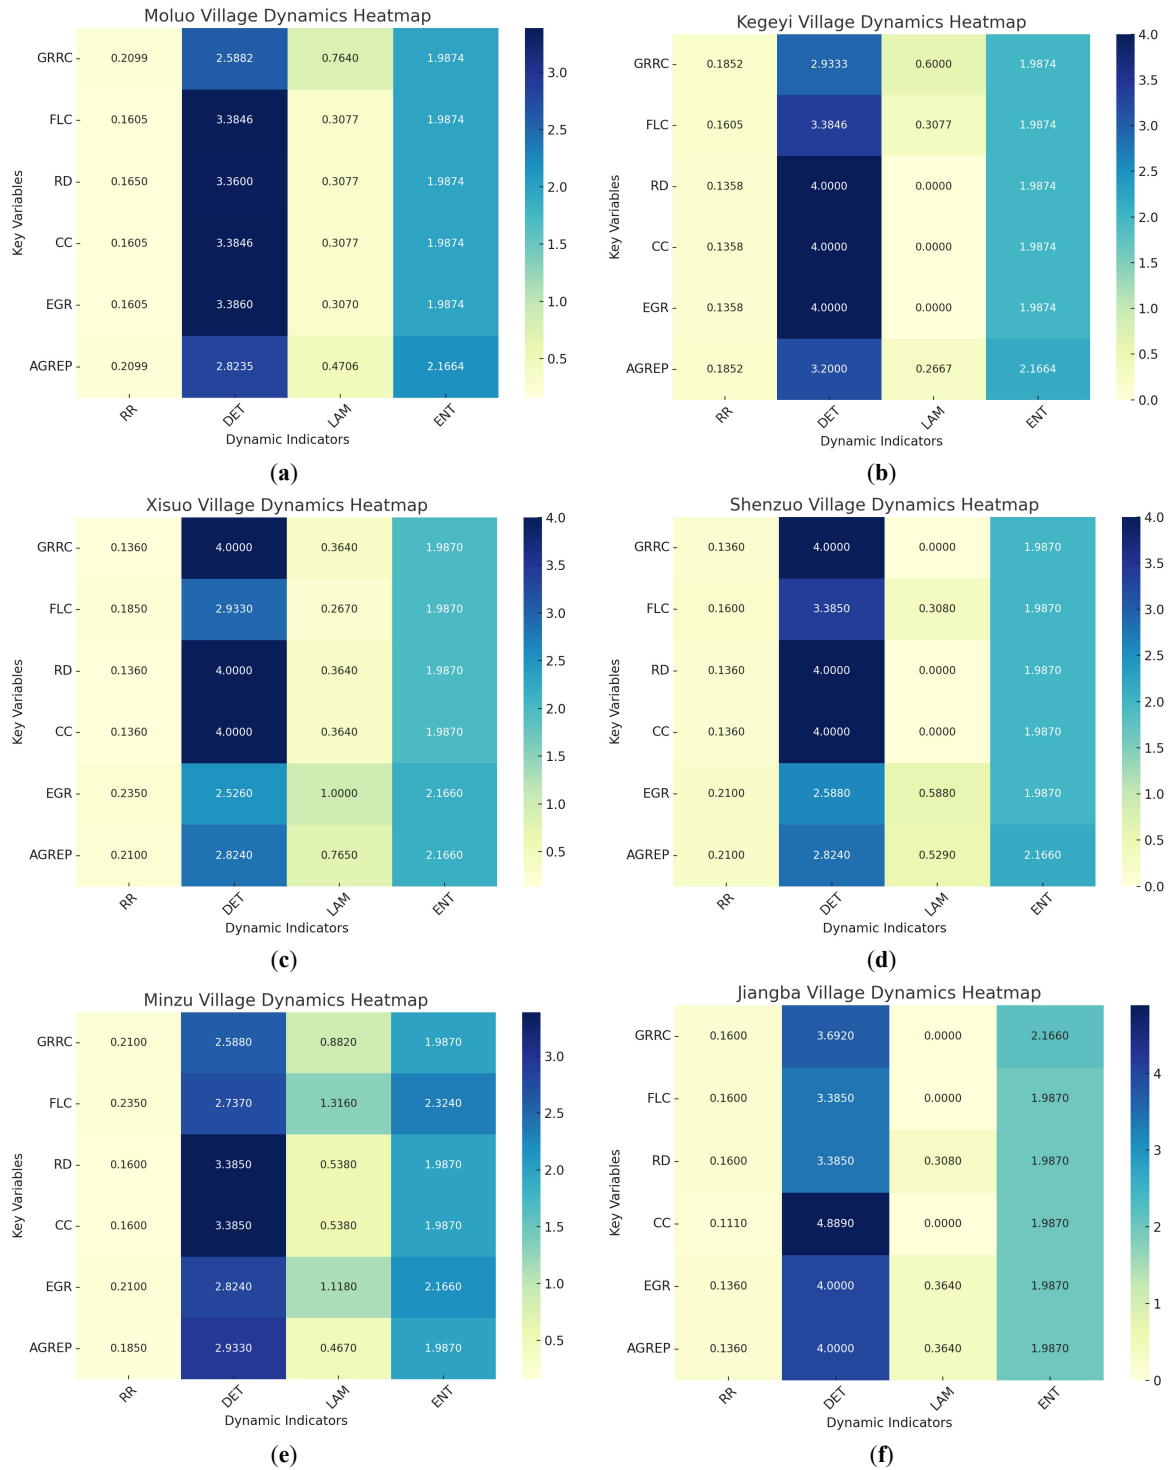 Moluo Village Dynamics Heatmap
Key Variables
GRRC 0.2099 2.5882 0.7640 1.9874
FLC 0.1605 3.3846 0.3077 1.9874
RD 0.1650 3.3600 0.3077 1.9874
CC 0.1605 3.3846 0.3077 1.9874
EGR 0.1605 3.3860 0.3070 1.9874
AGREP 0.2099 2.8235 0.4706 2.1664
RR DET LAM ENT
Dynamic Indicators
3.0
2.5
2.0
1.5
1.0
0.5
(a)
Kegeyi Village Dynamics Heatmap
Key Variables
GRRC 0.1852 2.9333 0.6000 1.9874
FLC 0.1605 3.3846 0.3077 1.9874
RD 0.1358 4.0000 0.0000 1.9874
CC 0.1358 4.0000 0.0000 1.9874
EGR 0.1358 4.0000 0.0000 1.9874
AGREP 0.1852 3.2000 0.2667 2.1664
RR DET LAM ENT
Dynamic Indicators
4.0
3.5
3.0
2.5
2.0
1.5
1.0
0.5
0.0
(b)
Xisuo Village Dynamics Heatmap
Key Variables
GRRC 0.1360 4.0000 0.3640 1.9870
FLC 0.1850 2.9330 0.2670 1.9870
RD 0.1360 4.0000 0.3640 1.9870
CC 0.1360 4.0000 0.3640 1.9870
EGR 0.2350 2.5260 1.0000 2.1660
AGREP 0.2100 2.8240 0.7650 2.1660
RR DET LAM ENT
Dynamic Indicators
4.0
3.5
3.0
2.5
2.0
1.5
1.0
0.5
(c)
Shenzuo Village Dynamics Heatmap
Key Variables
GRRC 0.1360 4.0000 0.0000 1.9870
FLC 0.1600 3.3850 0.3080 1.9870
RD 0.1360 4.0000 0.0000 1.9870
CC 0.1360 4.0000 0.0000 1.9870
EGR 0.2100 2.5880 0.5880 1.9870
AGREP 0.2100 2.8240 0.5290 2.1660
RR DET LAM ENT
Dynamic Indicators
4.0
3.5
3.0
2.5
2.0
1.5
1.0
0.5
0.0
(d)
Minzu Village Dynamics Heatmap
Key Variables
GRRC 0.2100 2.5880 0.8820 1.9870
FLC 0.2350 2.7370 1.3160 2.3240
RD 0.1600 3.3850 0.5380 1.9870
CC 0.1600 3.3850 0.5380 1.9870
EGR 0.2100 2.8240 1.1180 2.1660
AGREP 0.1850 2.9330 0.4670 1.9870
RR DET LAM ENT
Dynamic Indicators
3.0
2.5
2.0
1.5
1.0
0.5
(e)
Jiangba Village Dynamics Heatmap
Key Variables
GRRC 0.1600 3.6920 0.0000 2.1660
FLC 0.1600 3.3850 0.0000 1.9870
RD 0.1600 3.3850 0.3080 1.9870
CC 0.1110 4.8890 0.0000 1.9870
EGR 0.1360 4.0000 0.3640 1.9870
AGREP 0.1360 4.0000 0.3640 1.9870
RR DET LAM ENT
Dynamic Indicators
4
3
2
1
0
(f)